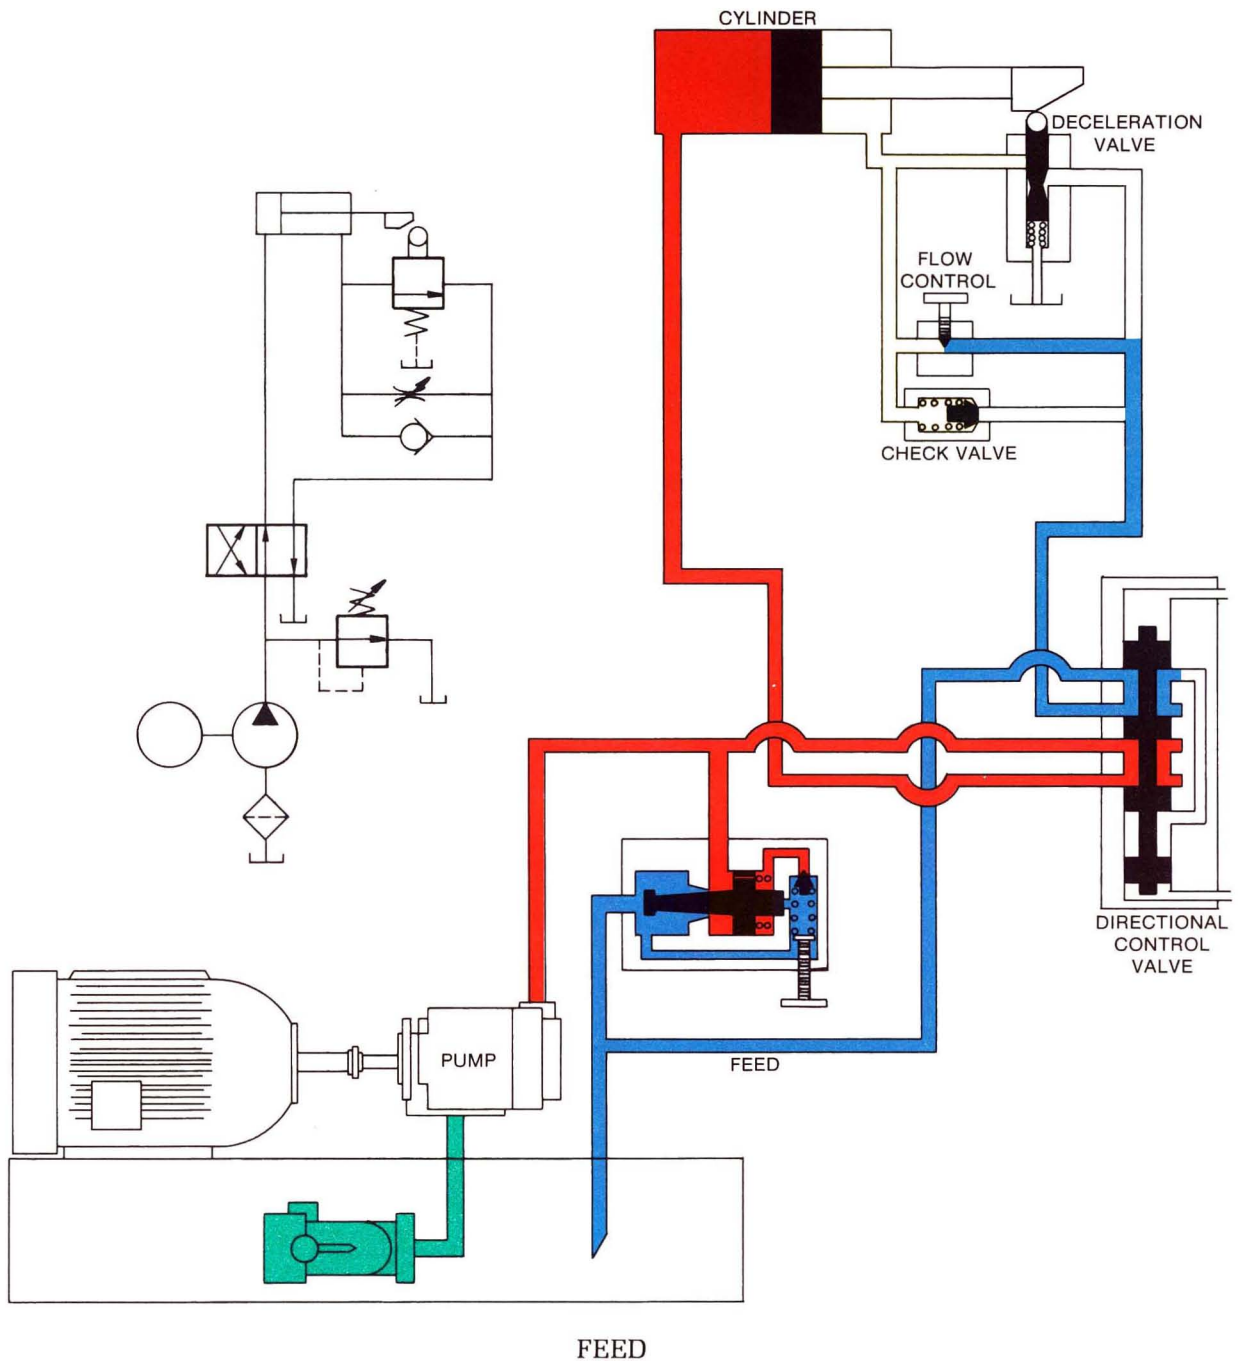 CYLINDER
DECELERATION
VALVE
FLOW
CONTROL
CHECK VALVE
DIRECTIONAL
CONTROL
VALVE
PUMP
FEED
FEED